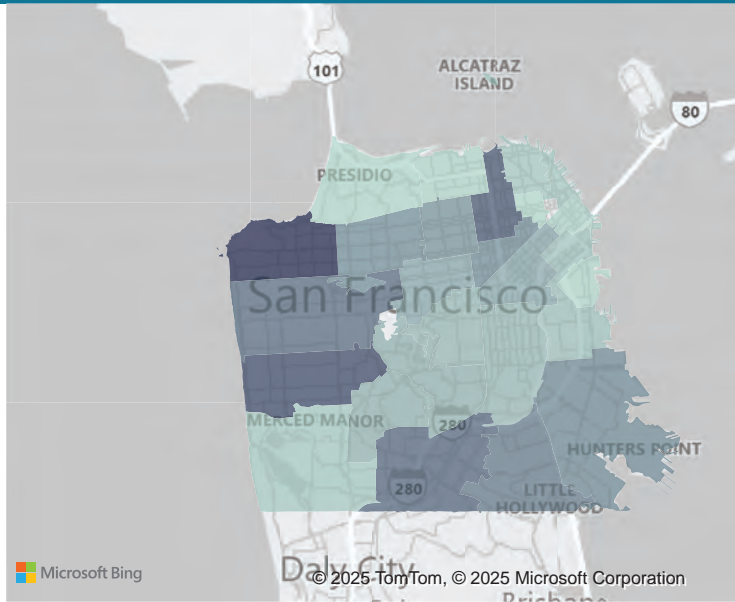 101
ALCATRAZ
ISLAND
80
PRESIDIO
San Francisco
MERCED MANOR
280
HUNTERS POINT
280
LITTLE
HOLLYWOOD
Microsoft Bing
Daly City
© 2025 TomTom, © 2025 Microsoft Corporation
Brisbane